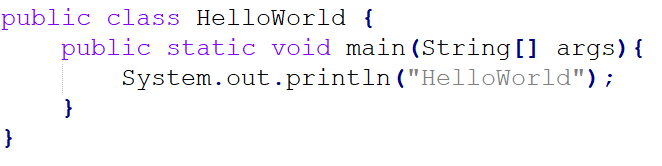 public class HelloWorld {
    public static void main(String[] args){
        System.out.println("HelloWorld");
    }
}